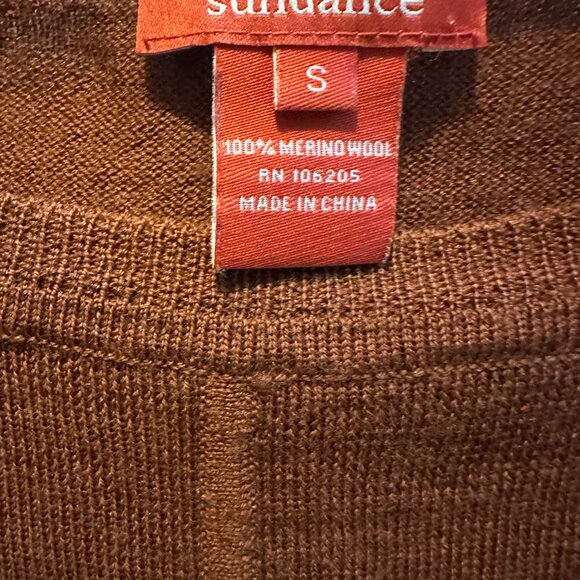 sundance
S
100% MERINO WOOL
RN 106205
MADE IN CHINA